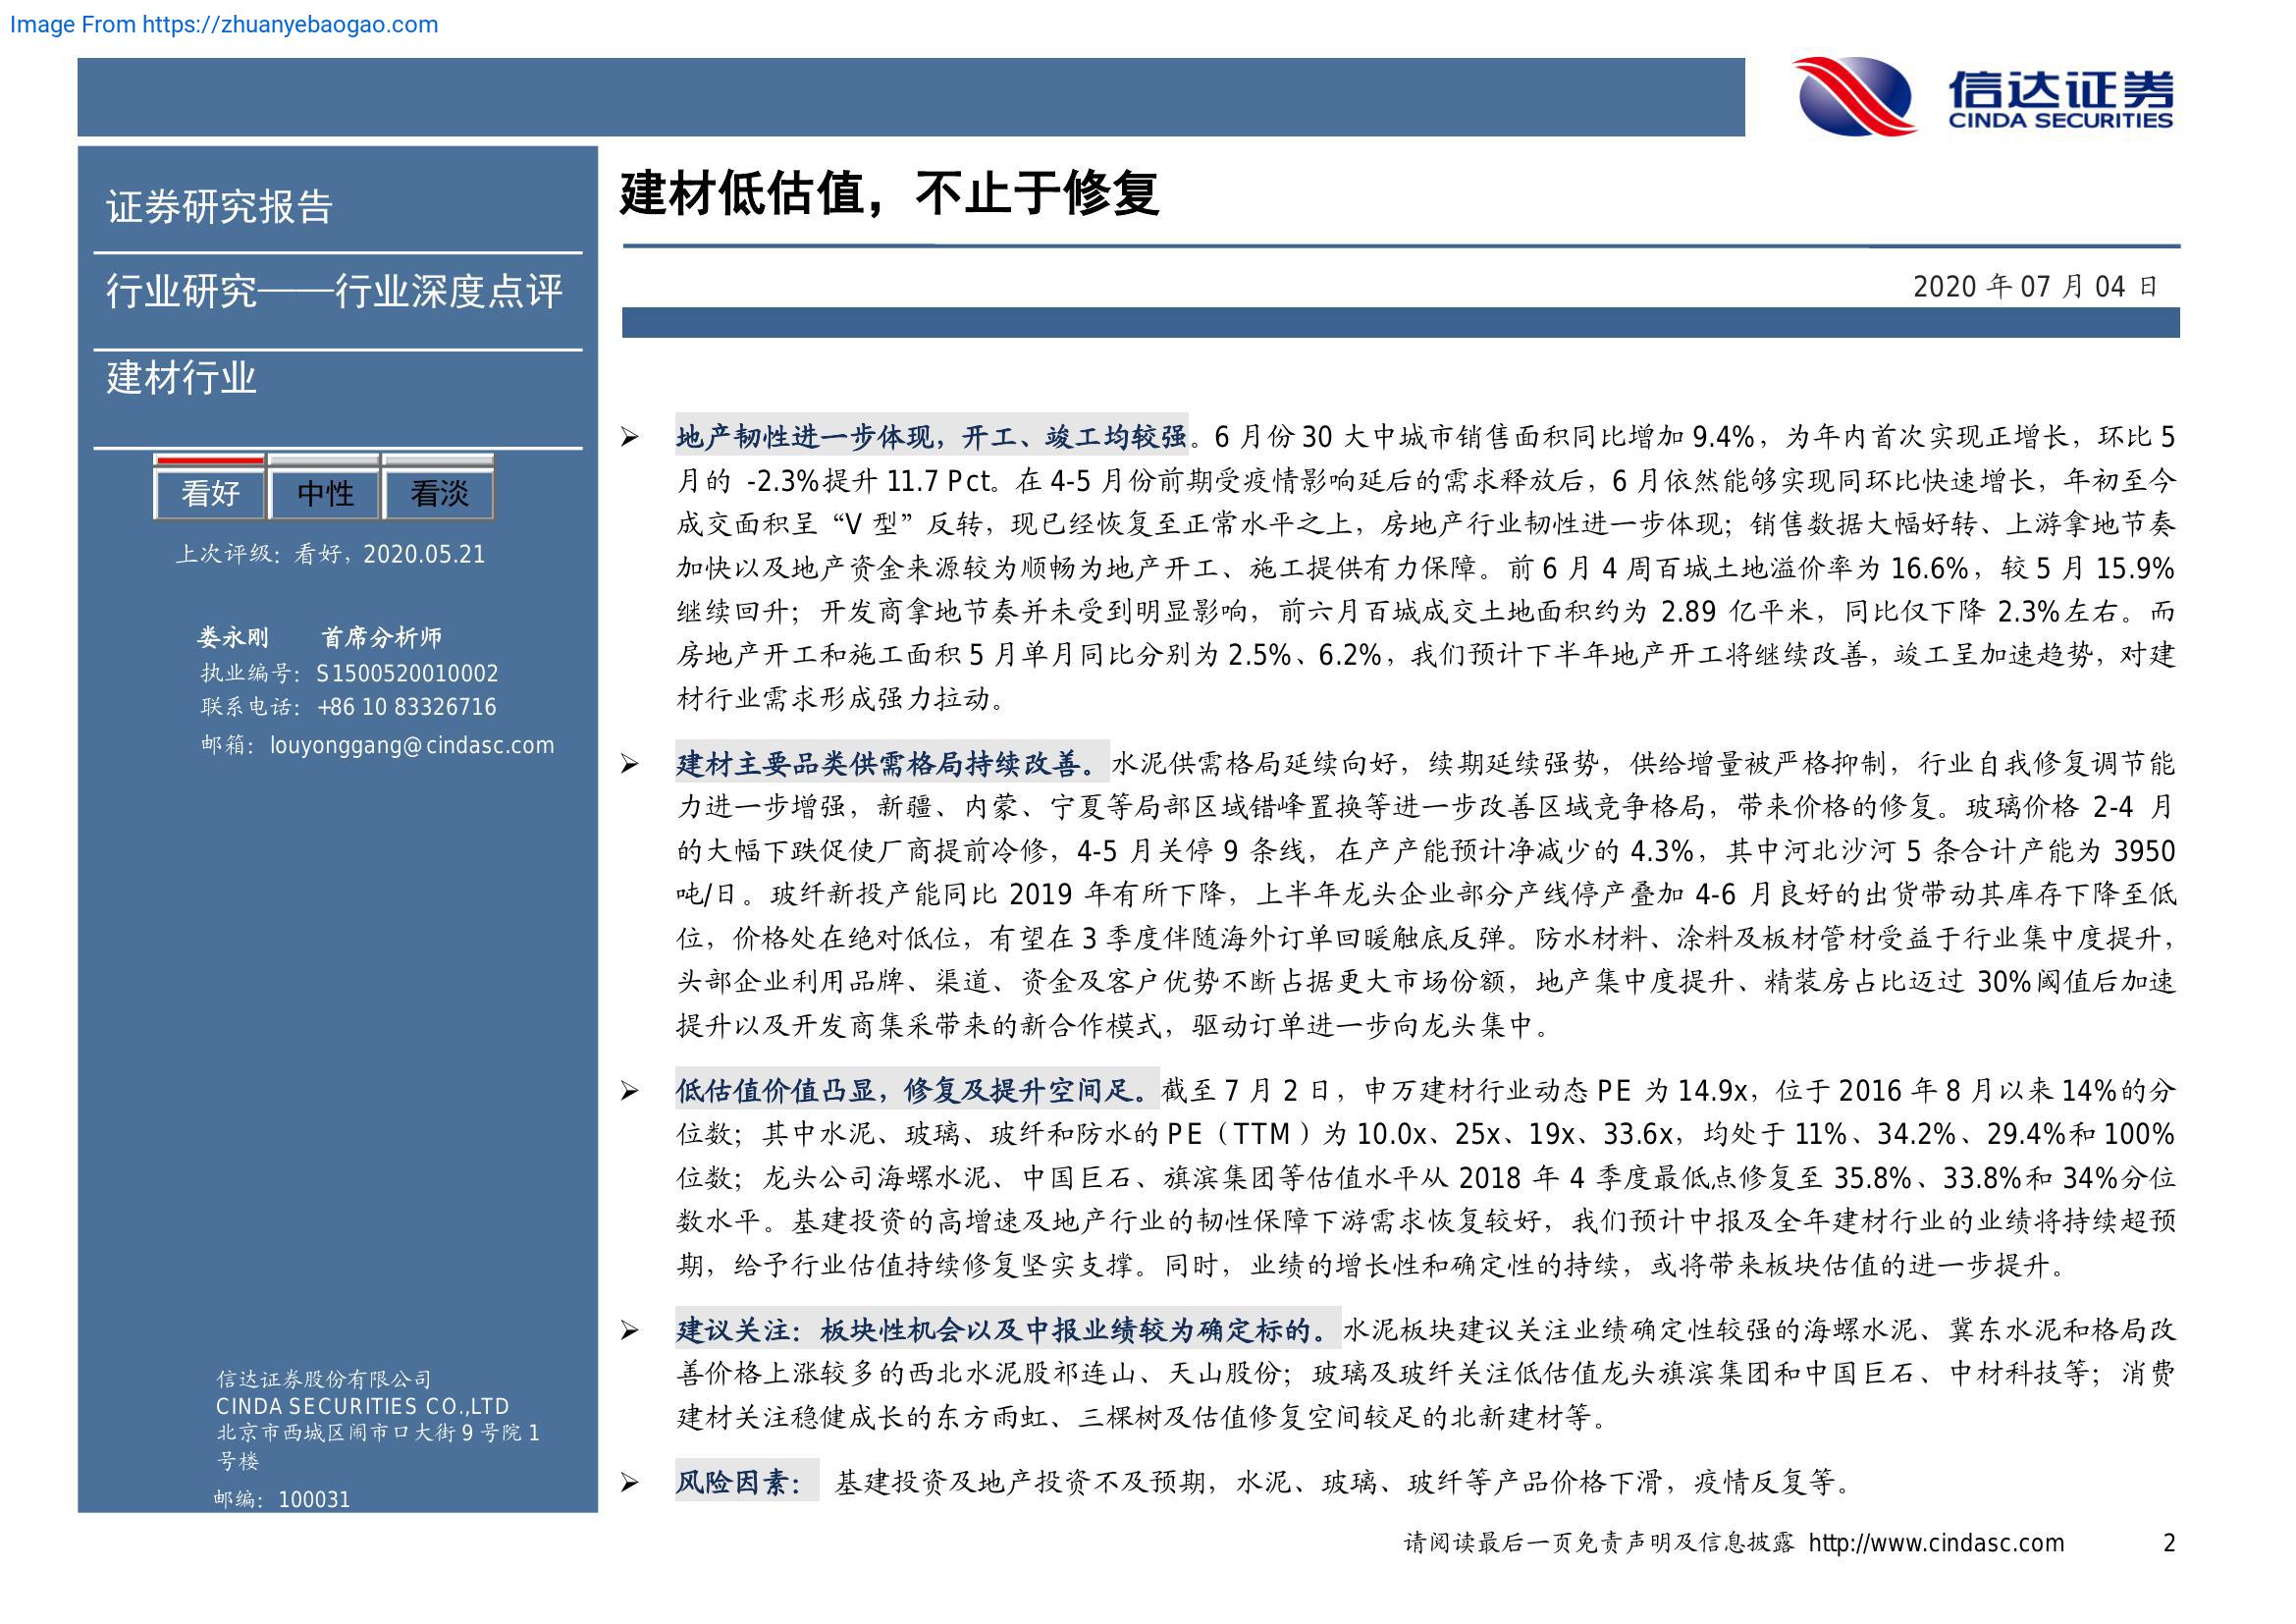 Image From https://zhuanyebaogao.com
信达证券
CINDA SECURITIES
证券研究报告
行业研究——行业深度点评
建材行业
看好 中性 看淡
上次评级：看好，2020.05.21
娄永刚 首席分析师
执业编号：S1500520010002
联系电话：+86 10 83326716
邮箱：louyonggang@cindasc.com
信达证券股份有限公司
CINDA SECURITIES CO.,LTD
北京市西城区闹市口大街 9 号院 1
号楼
邮编：100031
建材低估值，不止于修复
2020 年 07 月 04 日
➢ 地产韧性进一步体现，开工、竣工均较强。6 月份 30 大中城市销售面积同比增加 9.4%，为年内首次实现正增长，环比 5
月的 -2.3%提升 11.7 Pct。在 4-5 月份前期受疫情影响延后的需求释放后，6 月依然能够实现同环比快速增长，年初至今
成交面积呈“V 型”反转，现已经恢复至正常水平之上，房地产行业韧性进一步体现；销售数据大幅好转、上游拿地节奏
加快以及地产资金来源较为顺畅为地产开工、施工提供有力保障。前 6 月 4 周百城土地溢价率为 16.6%，较 5 月 15.9%
继续回升；开发商拿地节奏并未受到明显影响，前六月百城成交土地面积约为 2.89 亿平米，同比仅下降 2.3%左右。而
房地产开工和施工面积 5 月单月同比分别为 2.5%、6.2%，我们预计下半年地产开工将继续改善，竣工呈加速趋势，对建
材行业需求形成强力拉动。
➢ 建材主要品类供需格局持续改善。水泥供需格局延续向好，续期延续强势，供给增量被严格抑制，行业自我修复调节能
力进一步增强，新疆、内蒙、宁夏等局部区域错峰置换等进一步改善区域竞争格局，带来价格的修复。玻璃价格 2-4 月
的大幅下跌促使厂商提前冷修，4-5 月关停 9 条线，在产产能预计净减少的 4.3%，其中河北沙河 5 条合计产能为 3950
吨/日。玻纤新投产能同比 2019 年有所下降，上半年龙头企业部分产线停产叠加 4-6 月良好的出货带动其库存下降至低
位，价格处在绝对低位，有望在 3 季度伴随海外订单回暖触底反弹。防水材料、涂料及板材管材受益于行业集中度提升，
头部企业利用品牌、渠道、资金及客户优势不断占据更大市场份额，地产集中度提升、精装房占比迈过 30%阈值后加速
提升以及开发商集采带来的新合作模式，驱动订单进一步向龙头集中。
➢ 低估值价值凸显，修复及提升空间足。截至 7 月 2 日，申万建材行业动态 PE 为 14.9x，位于 2016 年 8 月以来 14%的分
位数；其中水泥、玻璃、玻纤和防水的 PE（TTM）为 10.0x、25x、19x、33.6x，均处于 11%、34.2%、29.4%和 100%
位数；龙头公司海螺水泥、中国巨石、旗滨集团等估值水平从 2018 年 4 季度最低点修复至 35.8%、33.8%和 34%分位
数水平。基建投资的高增速及地产行业的韧性保障下游需求恢复较好，我们预计中报及全年建材行业的业绩将持续超预
期，给予行业估值持续修复坚实支撑。同时，业绩的增长性和确定性的持续，或将带来板块估值的进一步提升。
➢ 建议关注：板块性机会以及中报业绩较为确定标的。水泥板块建议关注业绩确定性较强的海螺水泥、冀东水泥和格局改
善价格上涨较多的西北水泥股祁连山、天山股份；玻璃及玻纤关注低估值龙头旗滨集团和中国巨石、中材科技等；消费
建材关注稳健成长的东方雨虹、三棵树及估值修复空间较足的北新建材等。
➢ 风险因素： 基建投资及地产投资不及预期，水泥、玻璃、玻纤等产品价格下滑，疫情反复等。
请阅读最后一页免责声明及信息披露 http://www.cindasc.com 2